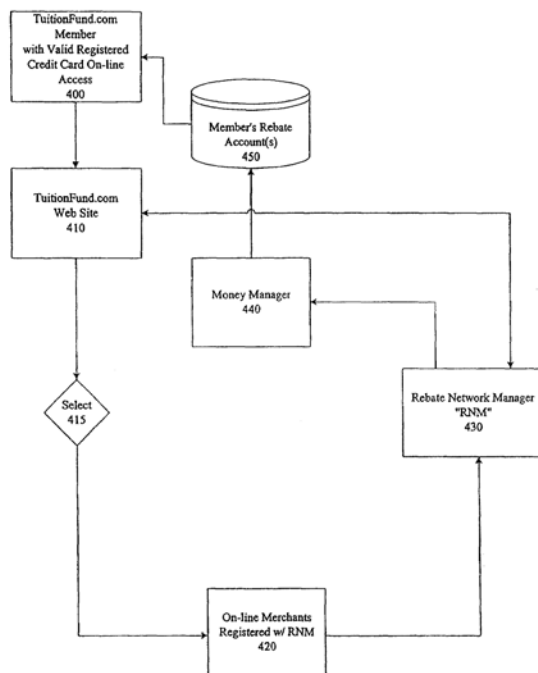 TuitionFund.com
Member
with Valid Registered
Credit Card On-line
Access
400
Member's Rebate
Account(s)
450
TuitionFund.com
Web Site
410
Money Manager
440
Select
415
Rebate Network Manager
"RNM"
430
On-line Merchants
Registered w/ RNM
420